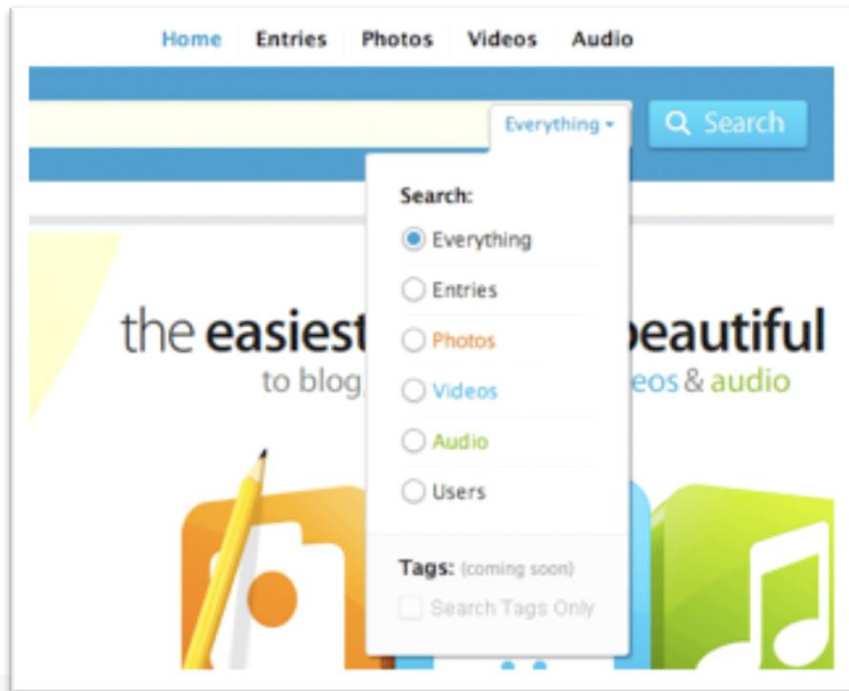 Home Entries Photos Videos Audio
Everything
Search
Search:
Everything
Entries
Photos
Videos
Audio
Users
the easiest beautiful
to blog, eos & audio
Tags: (coming soon)
Search Tags Only